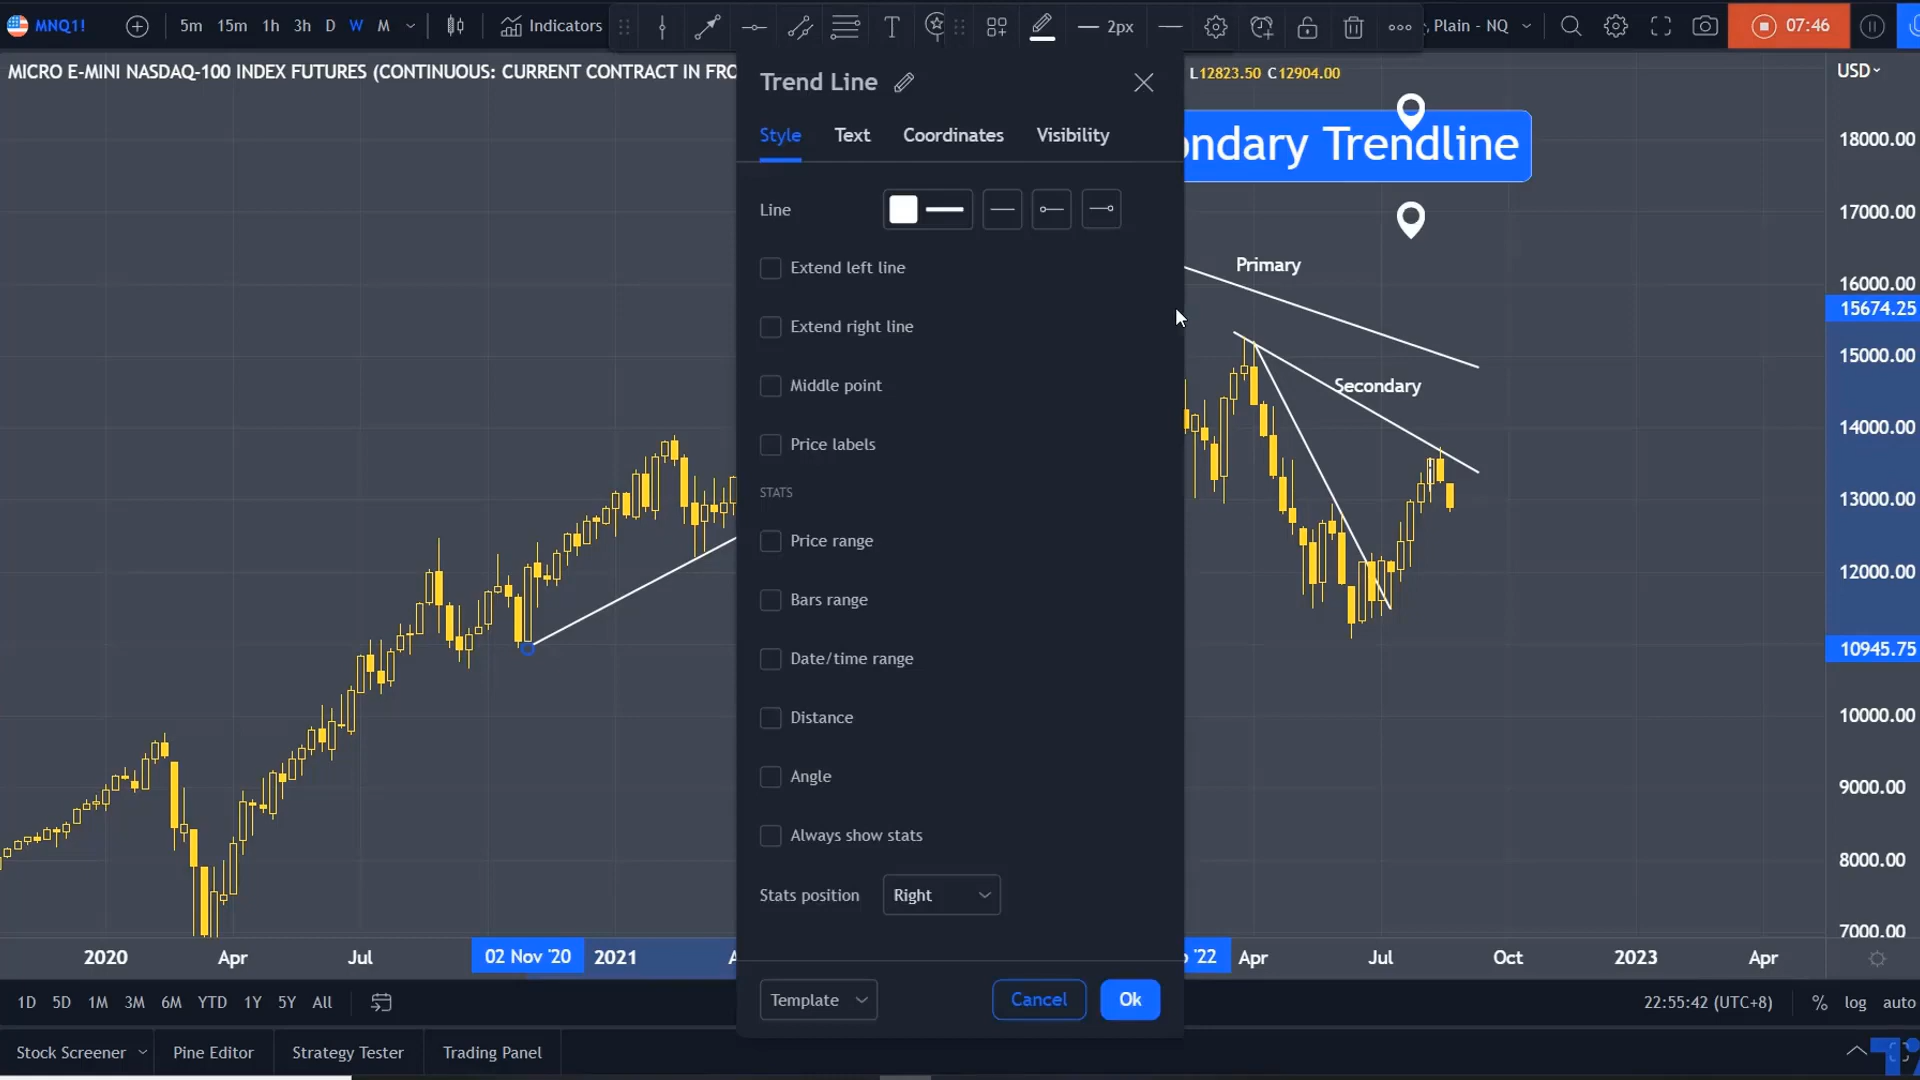 MNQ1!
5m 15m 1h 3h D W M
Indicators
T
2px
Plain - NQ
07:46
MICRO E-MINI NASDAQ-100 INDEX FUTURES (CONTINUOUS: CURRENT CONTRACT IN FRO
L12823.50 C12904.00
USD
Trend Line
Style Text Coordinates Visibility
ondary Trendline
Line
Extend left line
Extend right line
Middle point
Price labels
STATS
Price range
Bars range
Date/time range
Distance
Angle
Always show stats
Stats position Right
Template Cancel Ok
Primary
Secondary
18000.00
17000.00
16000.00
15674.25
15000.00
14000.00
13000.00
12000.00
10945.75
10000.00
9000.00
8000.00
7000.00
2020 Apr Jul 02 Nov '20 2021 A '22 Apr Jul Oct 2023 Apr
1D 5D 1M 3M 6M YTD 1Y 5Y All
22:55:42 (UTC+8) % log auto
Stock Screener Pine Editor Strategy Tester Trading Panel